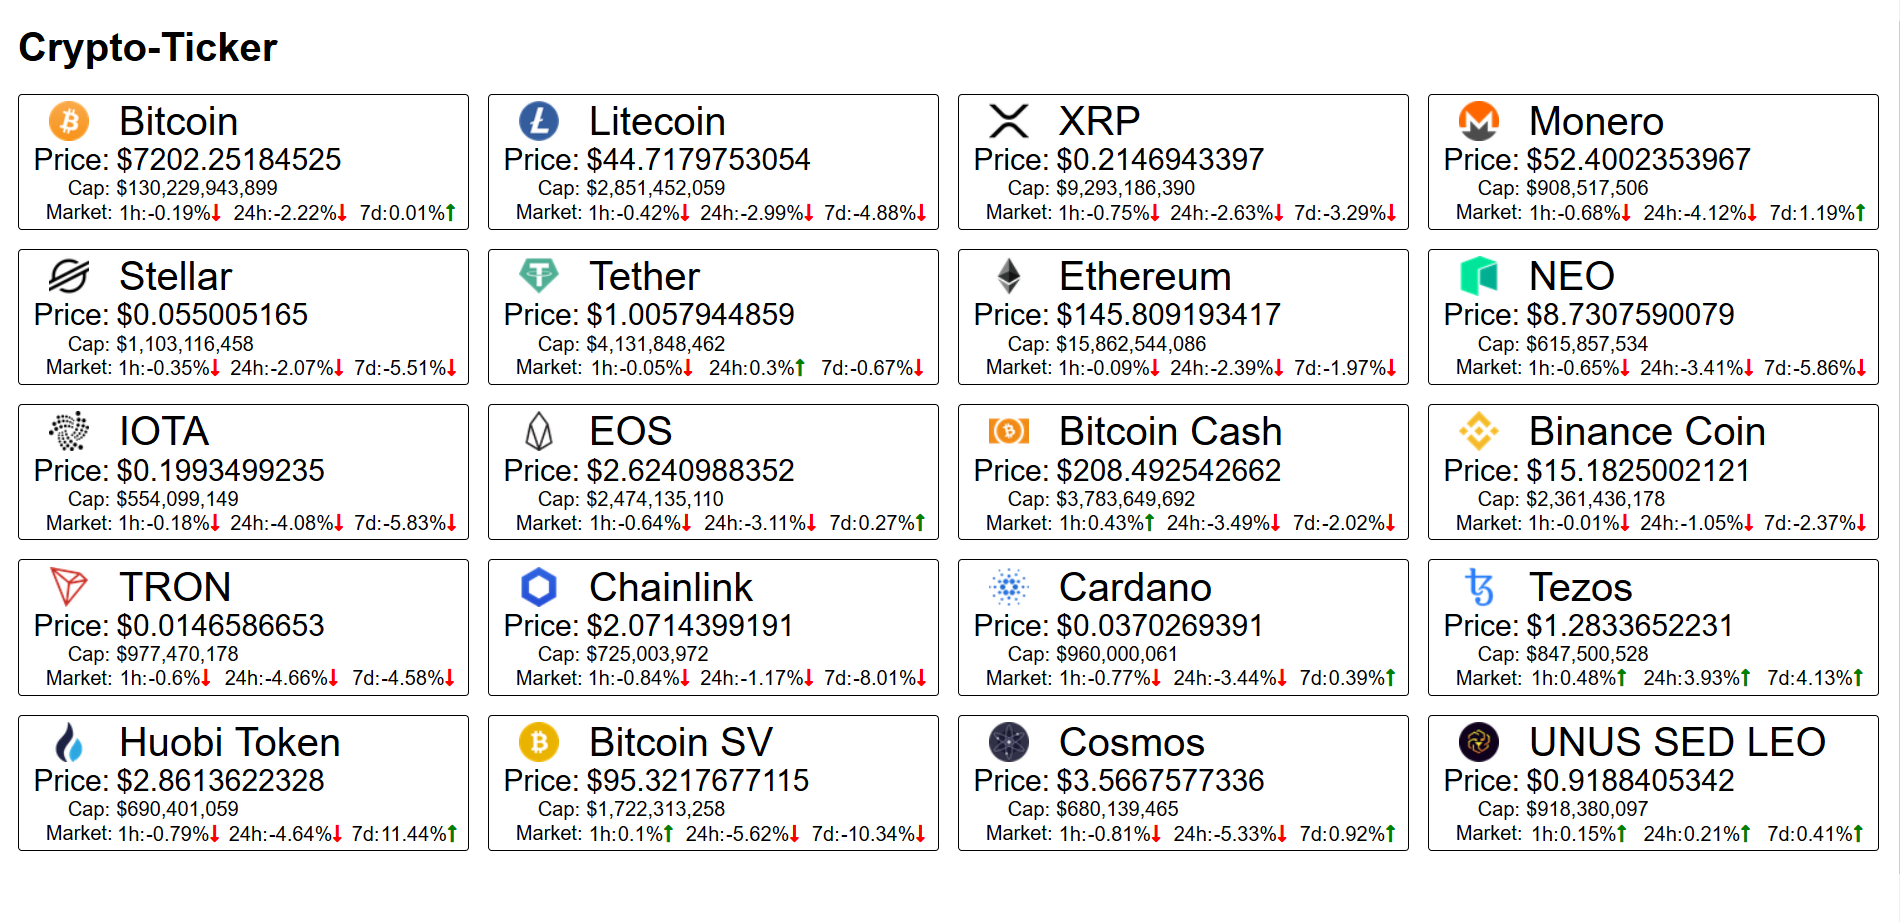 Crypto-Ticker
Bitcoin
Price: $7202.25184525
Cap: $130,229,943,899
Market: 1h:-0.19% 24h:-2.22% 7d:0.01%
Litecoin
Price: $44.7179753054
Cap: $2,851,452,059
Market: 1h:-0.42% 24h:-2.99% 7d:-4.88%
XRP
Price: $0.2146943397
Cap: $9,293,186,390
Market: 1h:-0.75% 24h:-2.63% 7d:-3.29%
Monero
Price: $52.4002353967
Cap: $908,517,506
Market: 1h:-0.68% 24h:-4.12% 7d:1.19%
Stellar
Price: $0.055005165
Cap: $1,103,116,458
Market: 1h:-0.35% 24h:-2.07% 7d:-5.51%
Tether
Price: $1.0057944859
Cap: $4,131,848,462
Market: 1h:-0.05% 24h:0.3% 7d:-0.67%
Ethereum
Price: $145.809193417
Cap: $15,862,544,086
Market: 1h:-0.09% 24h:-2.39% 7d:-1.97%
NEO
Price: $8.7307590079
Cap: $615,857,534
Market: 1h:-0.65% 24h:-3.41% 7d:-5.86%
IOTA
Price: $0.1993499235
Cap: $554,099,149
Market: 1h:-0.18% 24h:-4.08% 7d:-5.83%
EOS
Price: $2.6240988352
Cap: $2,474,135,110
Market: 1h:-0.64% 24h:-3.11% 7d:0.27%
Bitcoin Cash
Price: $208.492542662
Cap: $3,783,649,692
Market: 1h:0.43% 24h:-3.49% 7d:-2.02%
Binance Coin
Price: $15.1825002121
Cap: $2,361,436,178
Market: 1h:-0.01% 24h:-1.05% 7d:-2.37%
TRON
Price: $0.0146586653
Cap: $977,470,178
Market: 1h:-0.6% 24h:-4.66% 7d:-4.58%
Chainlink
Price: $2.0714399191
Cap: $725,003,972
Market: 1h:-0.84% 24h:-1.17% 7d:-8.01%
Cardano
Price: $0.0370269391
Cap: $960,000,061
Market: 1h:-0.77% 24h:-3.44% 7d:0.39%
Tezos
Price: $1.2833652231
Cap: $847,500,528
Market: 1h:0.48% 24h:3.93% 7d:4.13%
Huobi Token
Price: $2.8613622328
Cap: $690,401,059
Market: 1h:-0.79% 24h:-4.64% 7d:11.44%
Bitcoin SV
Price: $95.3217677115
Cap: $1,722,313,258
Market: 1h:0.1% 24h:-5.62% 7d:-10.34%
Cosmos
Price: $3.5667577336
Cap: $680,139,465
Market: 1h:-0.81% 24h:-5.33% 7d:0.92%
UNUS SED LEO
Price: $0.9188405342
Cap: $918,380,097
Market: 1h:0.15% 24h:0.21% 7d:0.41%